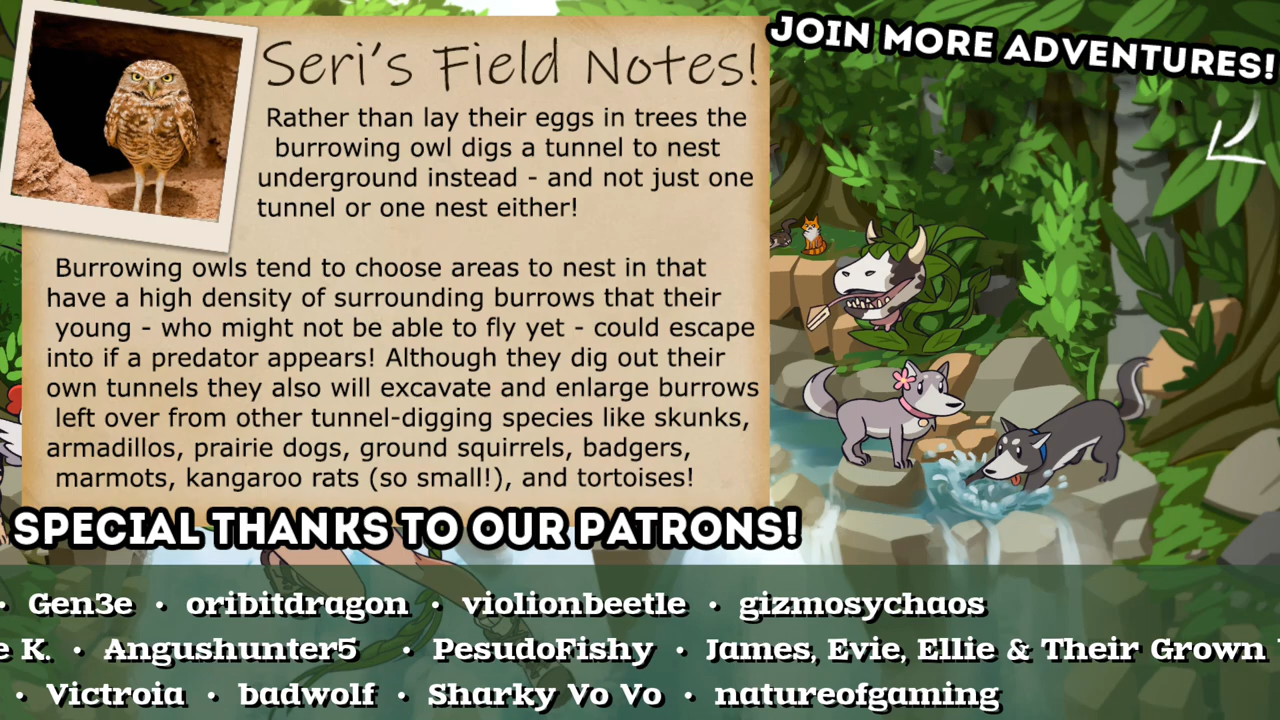 Seri's Field Notes!
JOIN MORE ADVENTURES!
Rather than lay their eggs in trees the
burrowing owl digs a tunnel to nest
underground instead - and not just one
tunnel or one nest either!
Burrowing owls tend to choose areas to nest in that
have a high density of surrounding burrows that their
young - who might not be able to fly yet - could escape
into if a predator appears! Although they dig out their
own tunnels they also will excavate and enlarge burrows
left over from other tunnel-digging species like skunks,
armadillos, prairie dogs, ground squirrels, badgers,
marmots, kangaroo rats (so small!), and tortoises!
SPECIAL THANKS TO OUR PATRONS!
• Gen3e • oribitdragon • violionbeetle • gizmosychaos
e K. • Angushunter5 • PesudoFishy • James, Evie, Ellie & Their Grown
• Victroia • badwolf • Sharky Vo Vo • natureofgaming